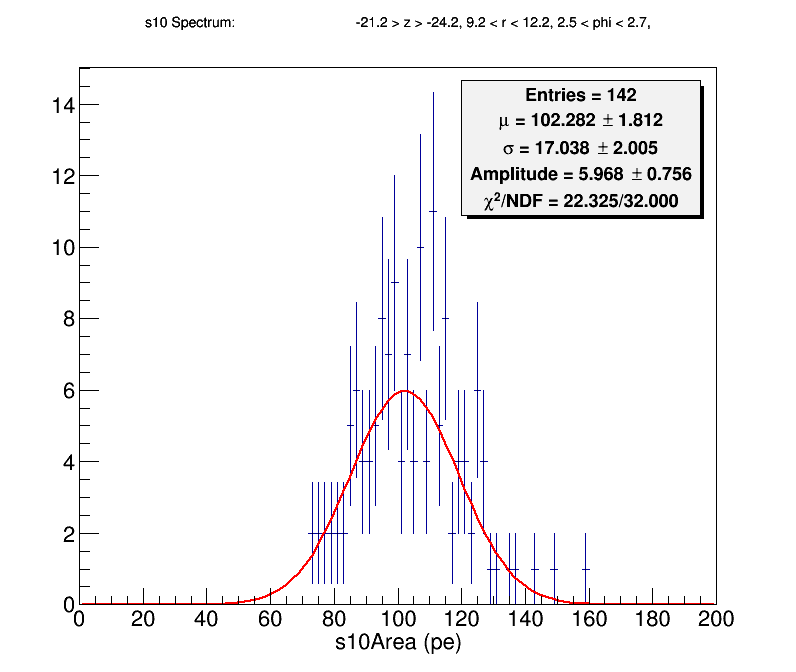 s10 Spectrum: -21.2 > z > -24.2, 9.2 < r < 12.2, 2.5 < phi < 2.7,
Entries = 142
μ = 102.282 ± 1.812
σ = 17.038 ± 2.005
Amplitude = 5.968 ± 0.756
χ²/NDF = 22.325/32.000
14
12
10
8
6
4
2
0
0 20 40 60 80 100 120 140 160 180 200
s10Area (pe)